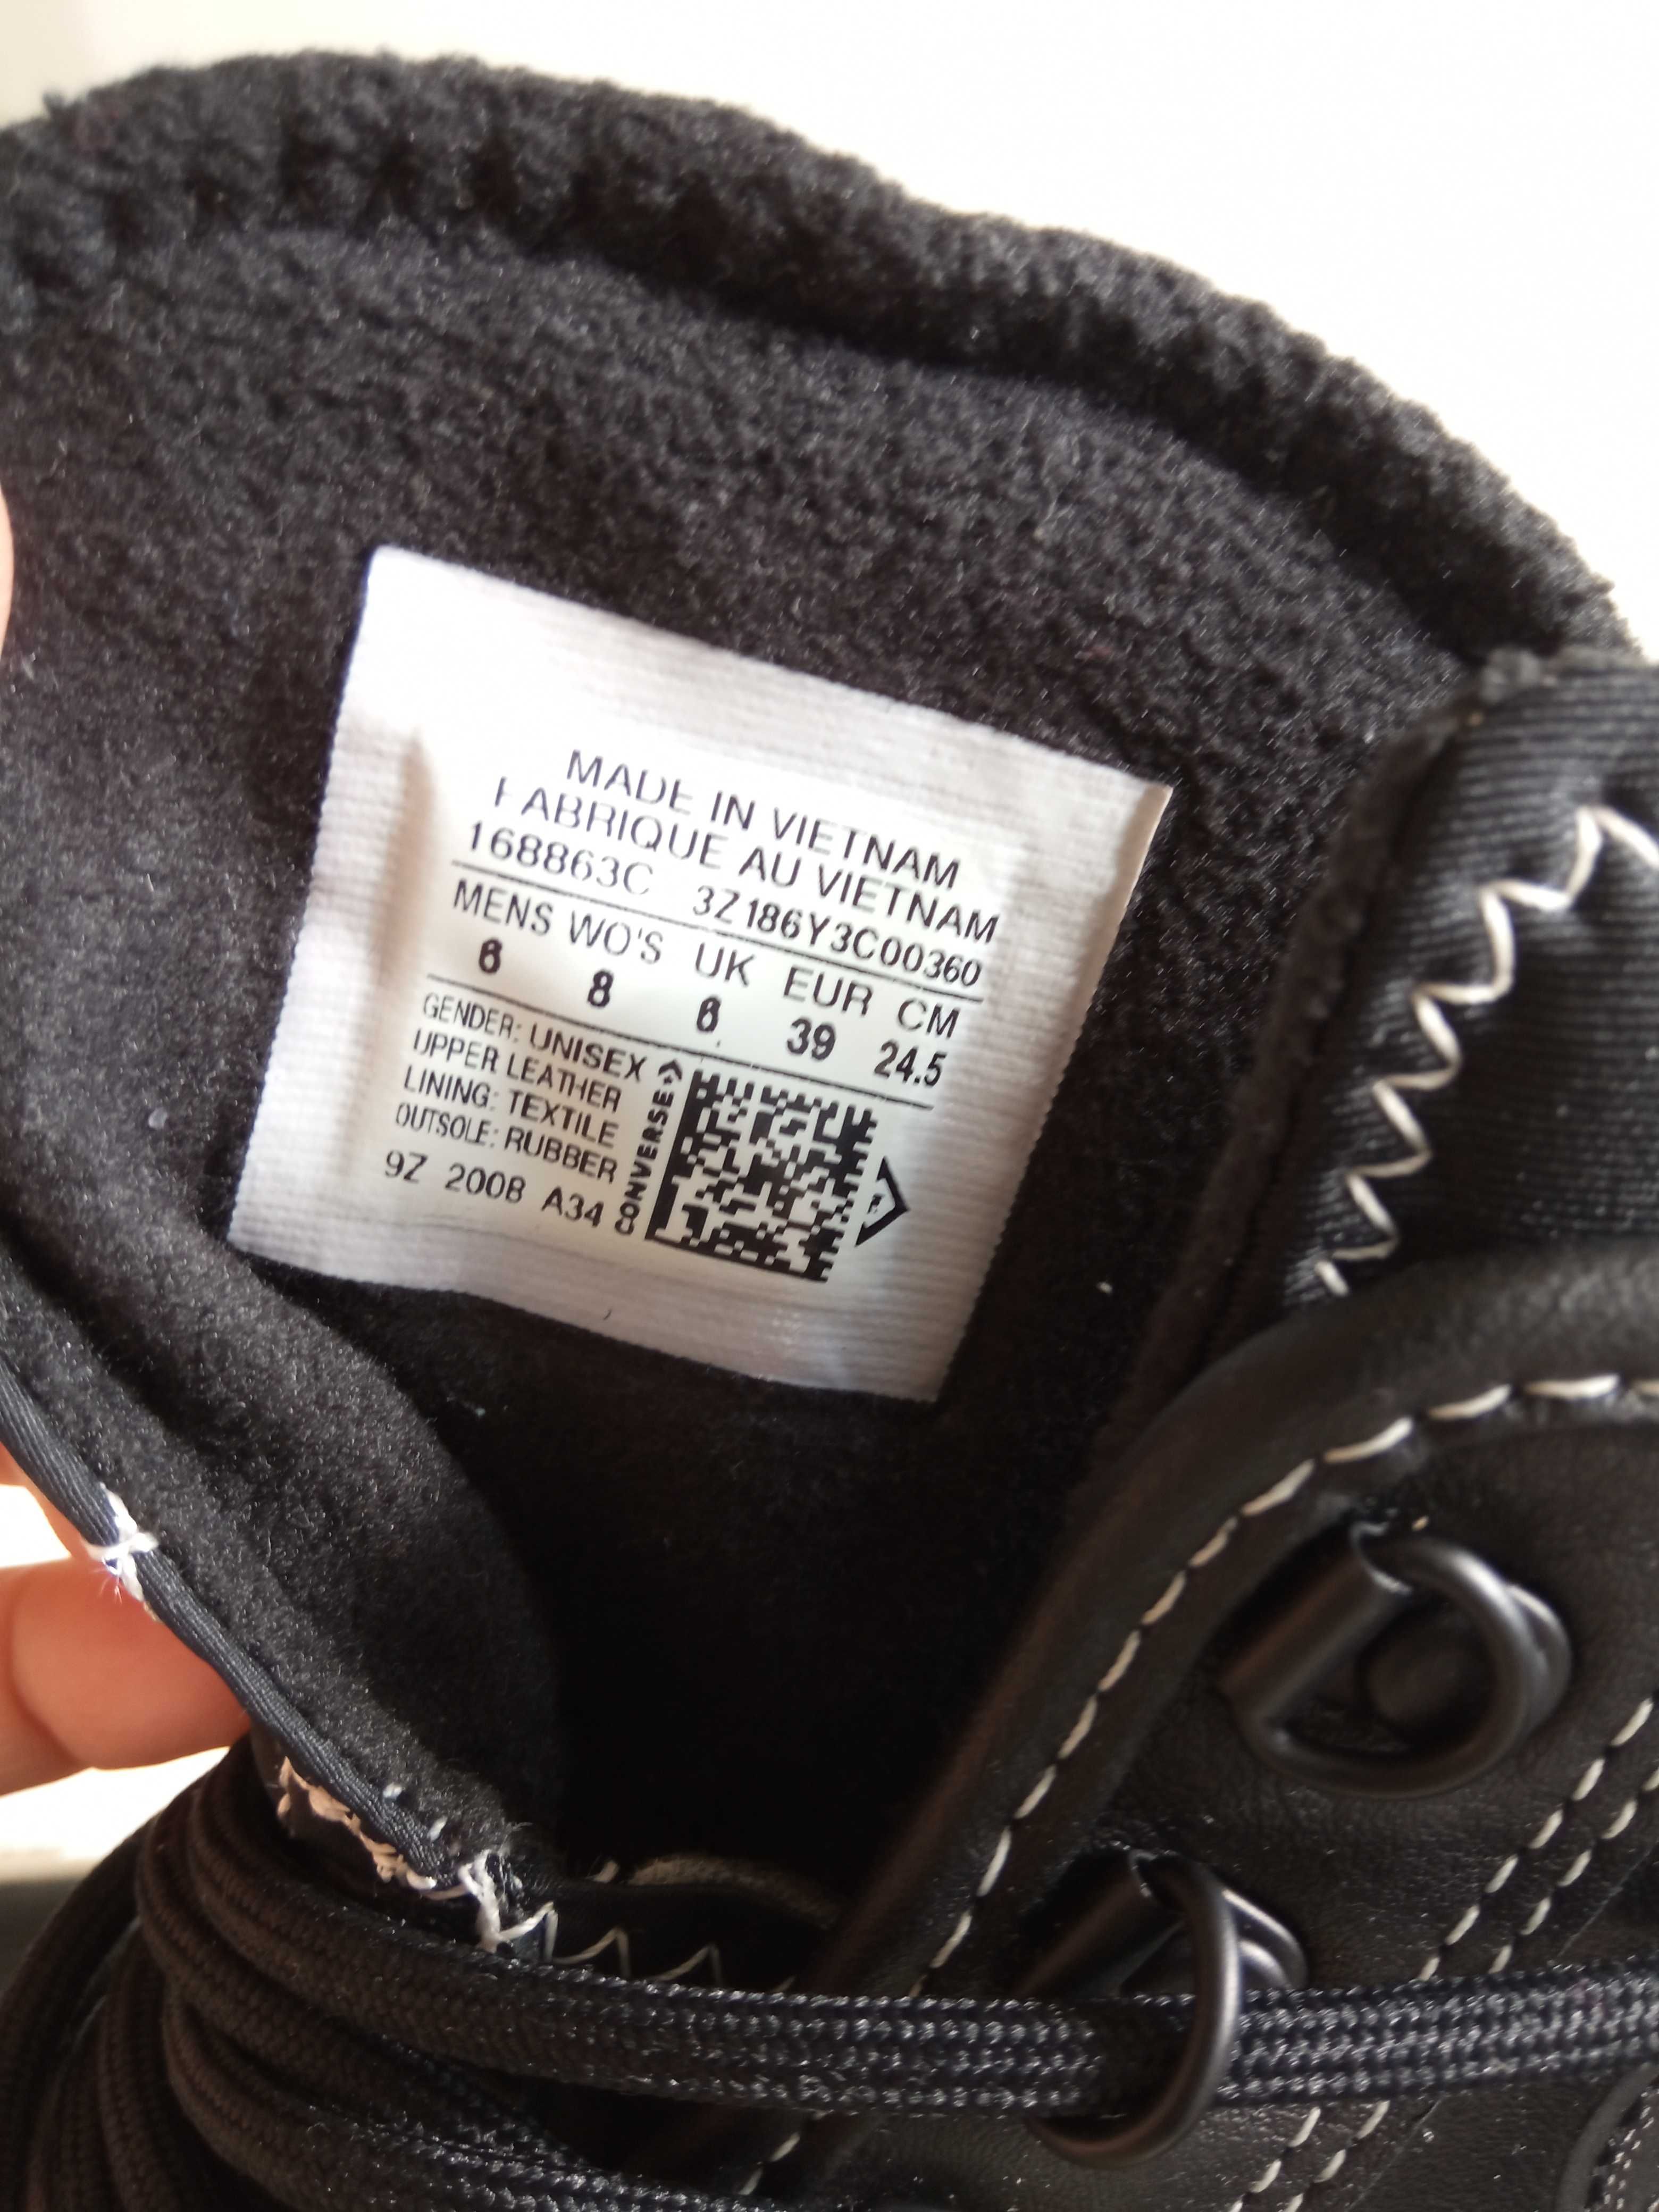 MADE IN VIETNAM
FABRIQUE AU VIETNAM
168863C 3Z186Y3C00360
MENS WO'S UK EUR CM
6 8 6 39 24.5
GENDER: UNISEX
UPPER LEATHER
LINING: TEXTILE
OUTSOLE: RUBBER
9Z 2008 A34
CONVERSE